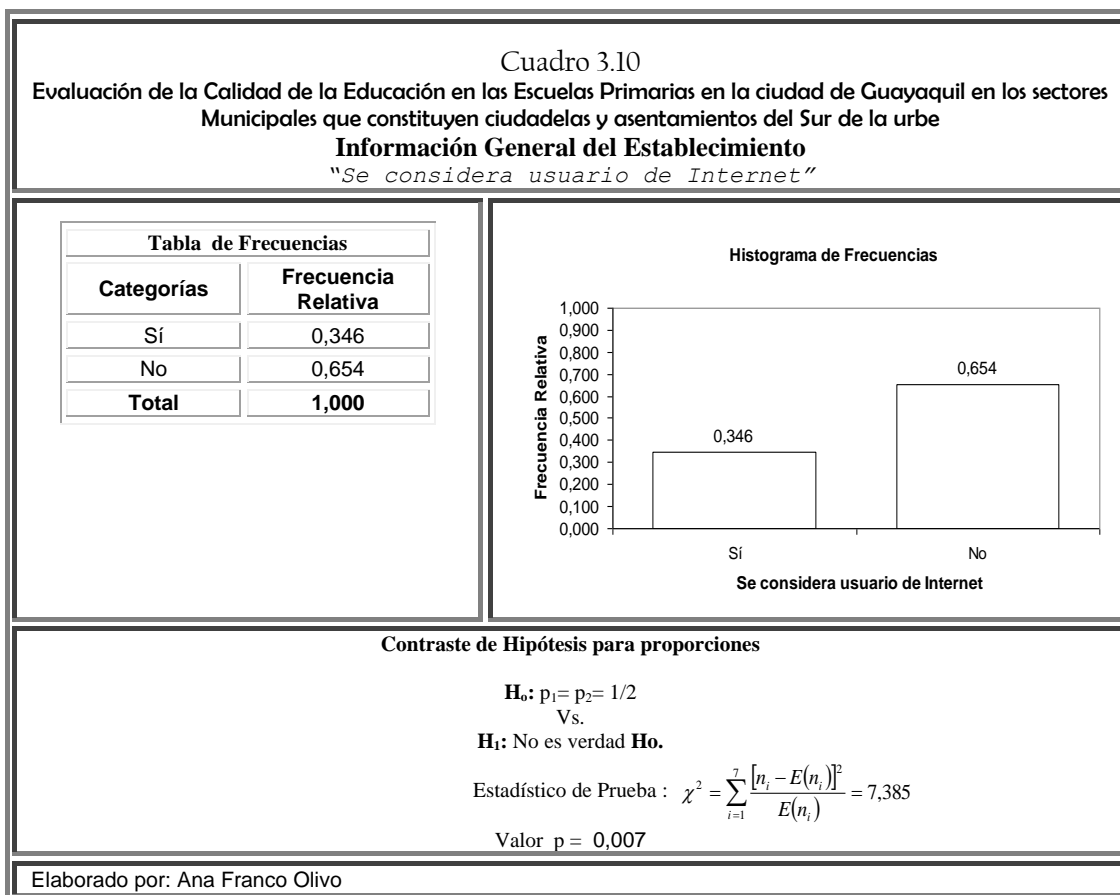 Cuadro 3.10
Evaluación de la Calidad de la Educación en las Escuelas Primarias en la ciudad de Guayaquil en los sectores
Municipales que constituyen ciudadelas y asentamientos del Sur de la urbe
Información General del Establecimiento
"Se considera usuario de Internet"
Tabla de Frecuencias
Categorías Frecuencia Relativa
Sí 0,346
No 0,654
Total 1,000
Histograma de Frecuencias
Frecuencia Relativa
1,000
0,900
0,800
0,700
0,600
0,500
0,400
0,300
0,200
0,100
0,000
0,346
0,654
Sí No
Se considera usuario de Internet
Contraste de Hipótesis para proporciones
Ho: p1= p2= 1/2
Vs.
H1: No es verdad Ho.
Estadístico de Prueba : χ² = ∑_{i=1}^{7} [n_i − E(n_i)]² / E(n_i) = 7,385
Valor p = 0,007
Elaborado por: Ana Franco Olivo